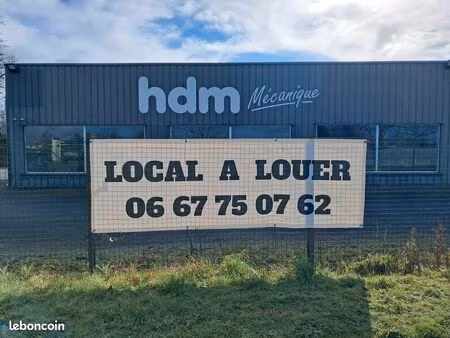 hdm Mécanique
LOCAL A LOUER
06 67 75 07 62
leboncoin